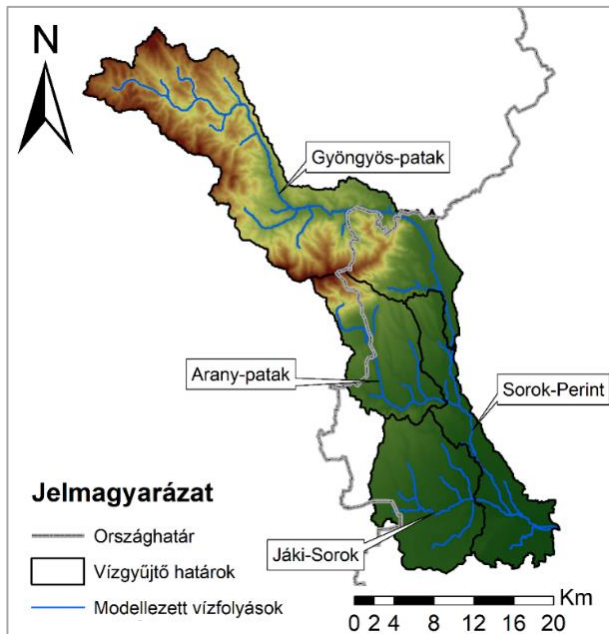 N
Gyöngyös-patak
Arany-patak
Sorok-Perint
Jáki-Sorok
Jelmagyarázat
Országhatár
Vízgyűjtő határok
Modellezett vízfolyások
Km
0 2 4 8 12 16 20